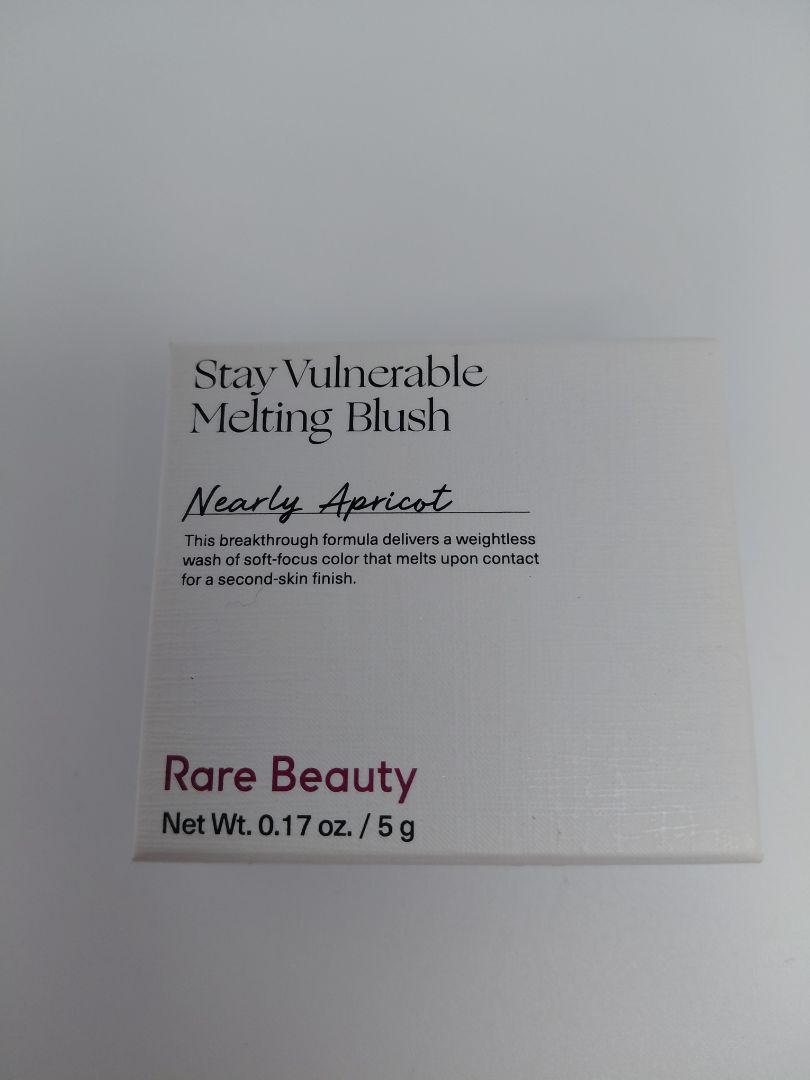 Stay Vulnerable
Melting Blush
Nearly Apricot
This breakthrough formula delivers a weightless
wash of soft-focus color that melts upon contact
for a second-skin finish.
Rare Beauty
Net Wt. 0.17 oz. / 5 g